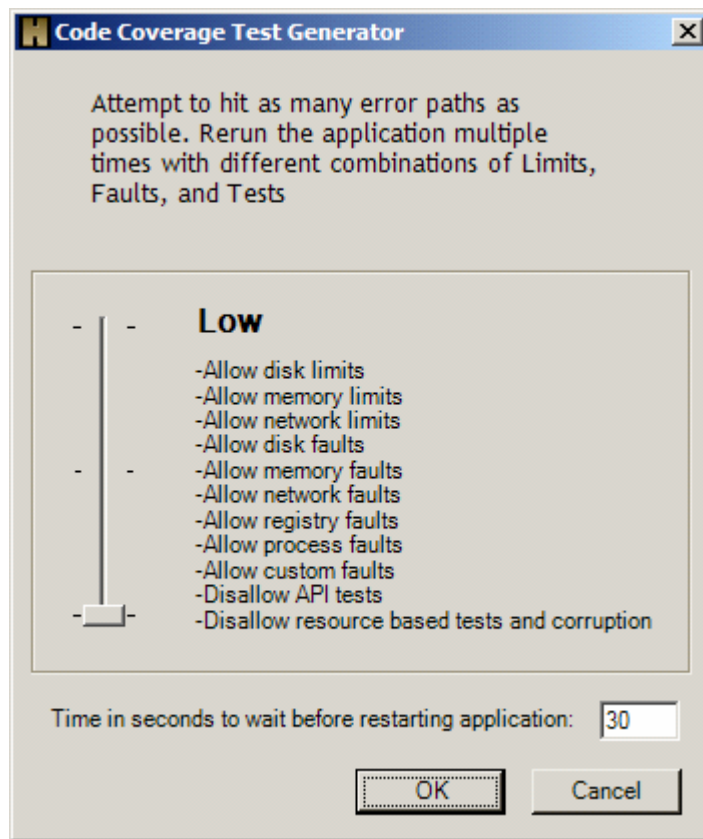 Code Coverage Test Generator
Attempt to hit as many error paths as
possible. Rerun the application multiple
times with different combinations of Limits,
Faults, and Tests
Low
-Allow disk limits
-Allow memory limits
-Allow network limits
-Allow disk faults
-Allow memory faults
-Allow network faults
-Allow registry faults
-Allow process faults
-Allow custom faults
-Disallow API tests
-Disallow resource based tests and corruption
Time in seconds to wait before restarting application: 30
OK Cancel